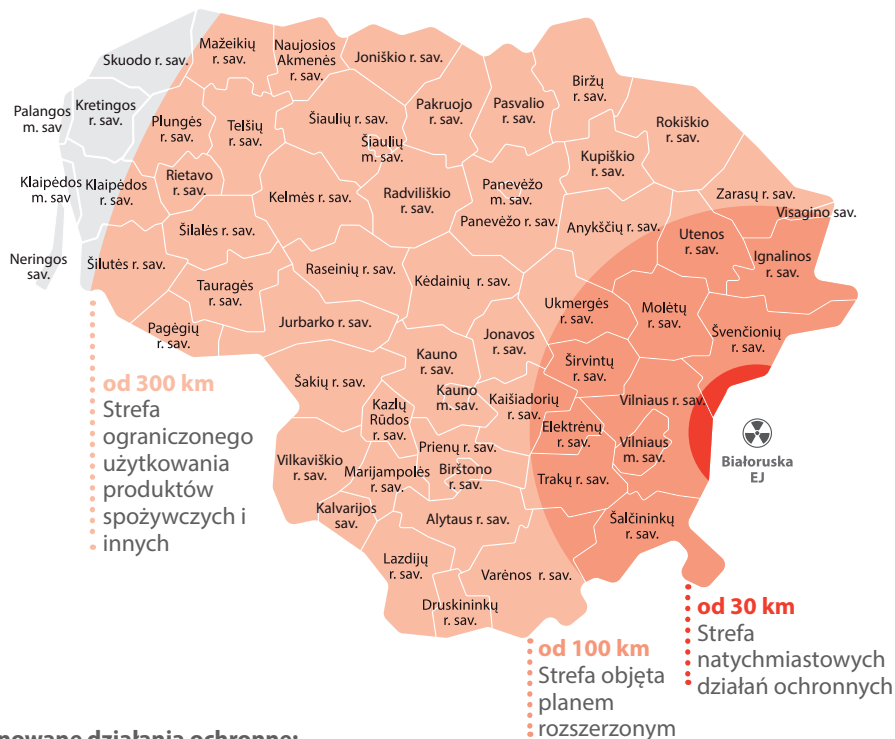 Skuodo r. sav.
Mažeikių
r. sav.
Naujosios
Akmenės
r. sav.
Joniškio r. sav.
Biržų
r. sav.
Palangos
m. sav
Kretingos
r. sav.
Plungės
r. sav.
Telšių
r. sav.
Šiaulių r. sav.
Šiaulių
m. sav.
Pakruojo
r. sav.
Pasvalio
r. sav.
Rokiškio
r. sav.
Kupiškio
r. sav.
Klaipėdos
m. sav
Klaipėdos
r. sav.
Rietavo
r. sav.
Kelmės r. sav.
Radviliškio
r. sav.
Panevėžo
m. sav.
Panevėžo r. sav.
Anykščių r. sav.
Zarasų r. sav.
Visagino sav.
Utenos
r. sav.
Ignalinos
r. sav.
Neringos
sav.
Šilutės r. sav.
Šilalės r. sav.
Tauragės
r. sav.
Raseinių r. sav.
Kėdainių r. sav.
Ukmergės
r. sav.
Molėtų
r. sav.
Švenčionių
r. sav.
Pagėgių
r. sav.
Jurbarko r. sav.
Jonavos
r. sav.
Širvintų
r. sav.
Šakių r. sav.
Kauno
r. sav.
Kauno
m. sav.
Kaišiadorių
r. sav.
Vilniaus r. sav.
Kazlų
Rūdos
r. sav.
Prienų r. sav.
Elektrėnų
r. sav.
Vilniaus
m. sav.
Vilkaviškio
r. sav.
Marijampolės
r. sav.
Birštono
r. sav.
Trakų r. sav.
Kalvarijos
sav.
Alytaus r. sav.
Šalčininkų
r. sav.
Lazdijų
r. sav.
Varėnos r. sav.
Druskininkų
r. sav.
Białoruska
EJ
od 300 km
Strefa
ograniczonego
użytkowania
produktów
spożywczych i
innych
od 100 km
Strefa objęta
planem
rozszerzonym
od 30 km
Strefa
natychmiastowych
działań ochronnych
działania ochronne: